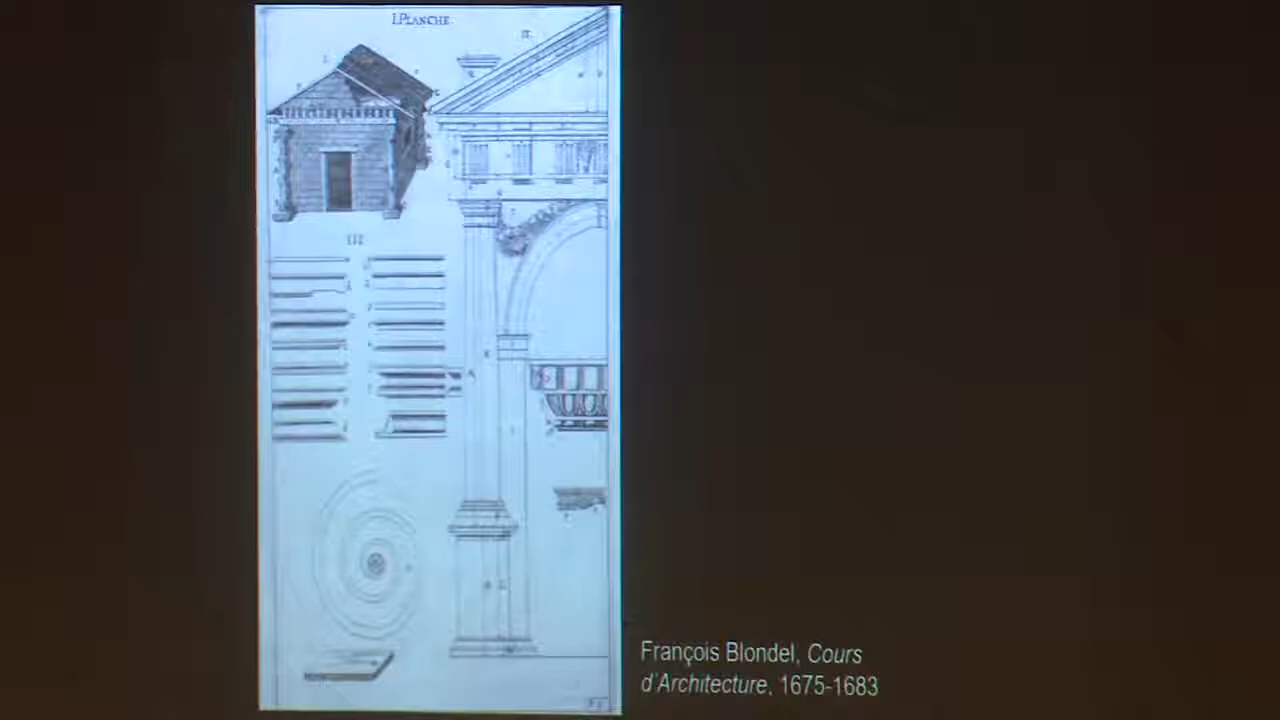 I.PLANCHE
II.
III
François Blondel, Cours
d'Architecture, 1675-1683